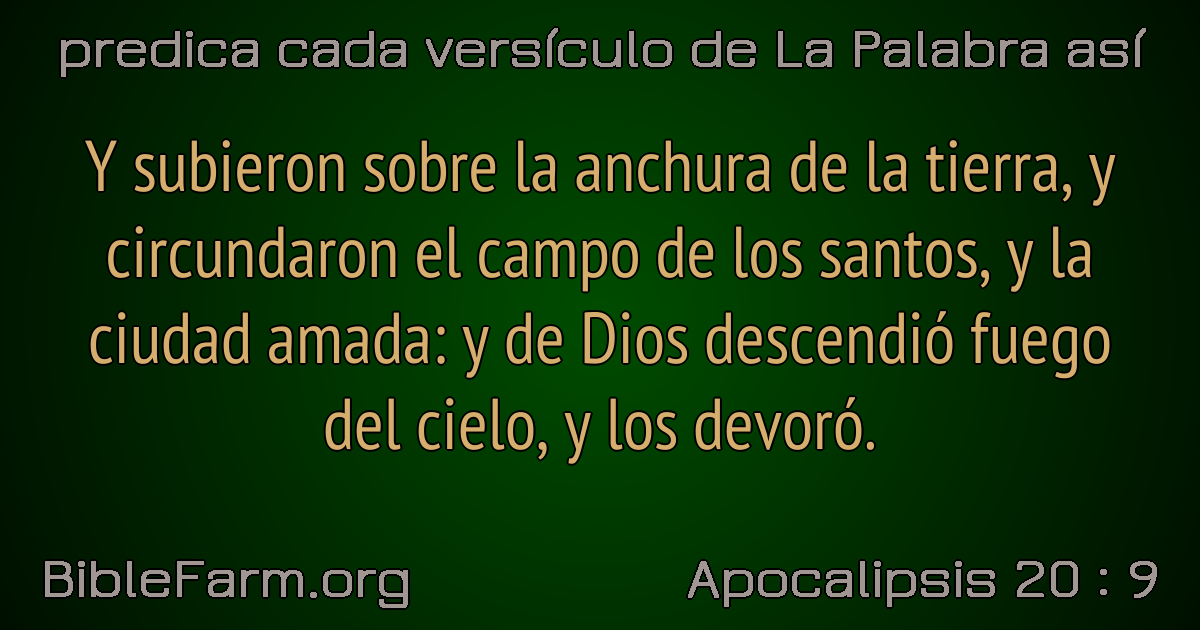 predica cada versículo de La Palabra así
Y subieron sobre la anchura de la tierra, y
circundaron el campo de los santos, y la
ciudad amada: y de Dios descendió fuego
del cielo, y los devoró.
BibleFarm.org
Apocalipsis 20 : 9